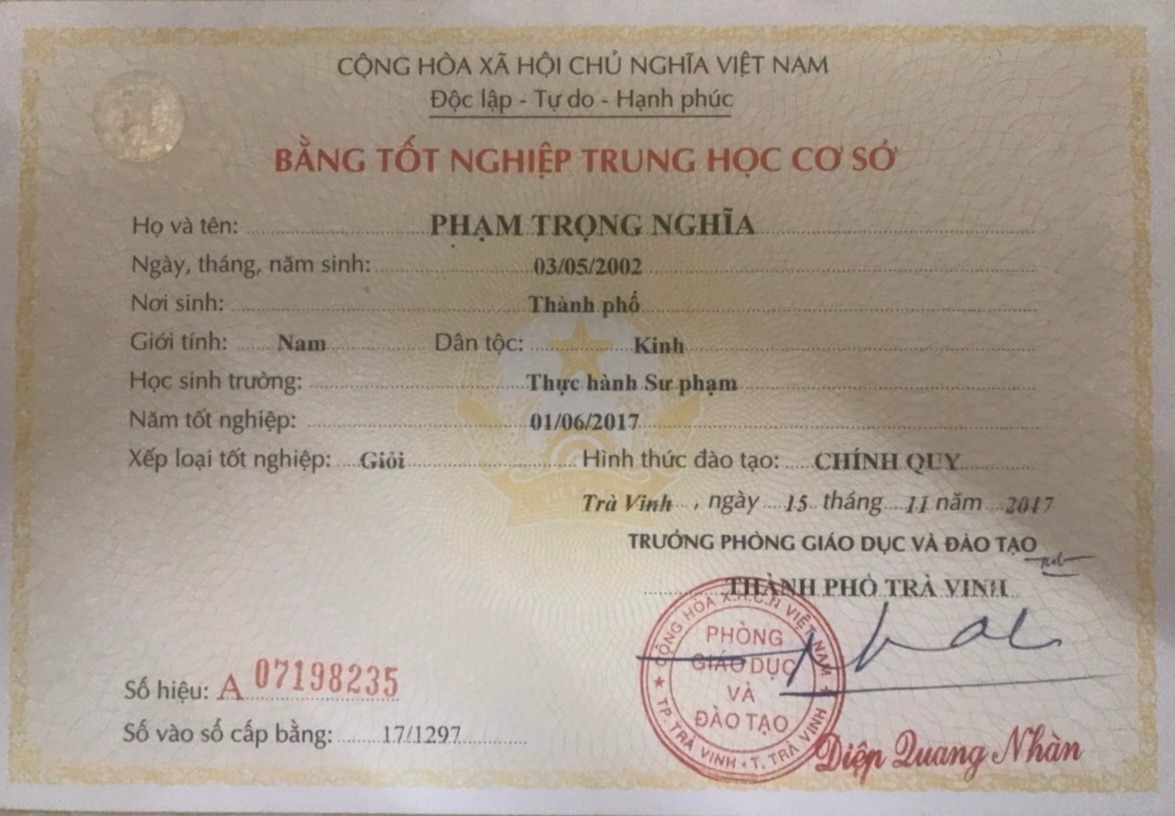 CỘNG HÒA XÃ HỘI CHỦ NGHĨA VIỆT NAM
Độc lập - Tự do - Hạnh phúc
BẰNG TỐT NGHIỆP TRUNG HỌC CƠ SỞ
Họ và tên: PHẠM TRỌNG NGHĨA
Ngày, tháng, năm sinh: 03/05/2002
Nơi sinh: Thành phố
Giới tính: Nam Dân tộc: Kinh
Học sinh trường: Thực hành Sư phạm
Năm tốt nghiệp: 01/06/2017
Xếp loại tốt nghiệp: Giỏi Hình thức đào tạo: CHÍNH QUY
Trà Vinh, ngày 15 tháng 11 năm 2017
TRƯỞNG PHÒNG GIÁO DỤC VÀ ĐÀO TẠO
THÀNH PHỐ TRÀ VINH
CỘNG HÒA X.H.C.N VIỆT NAM
PHÒNG
GIÁO DỤC
VÀ
ĐÀO TẠO
TP. TRÀ VINH - T. TRÀ VINH
Số hiệu: A 07198235
Số vào sổ cấp bằng: 17/1297
Diệp Quang Nhàn